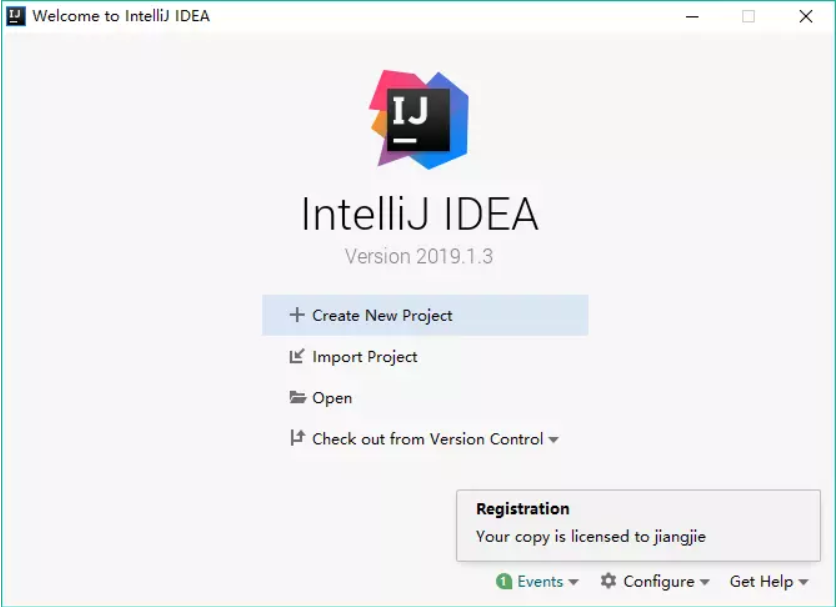 IJ Welcome to IntelliJ IDEA
IJ
IntelliJ IDEA
Version 2019.1.3
Create New Project
Import Project
Open
Check out from Version Control
Registration
Your copy is licensed to jiangjie
1 Events Configure Get Help